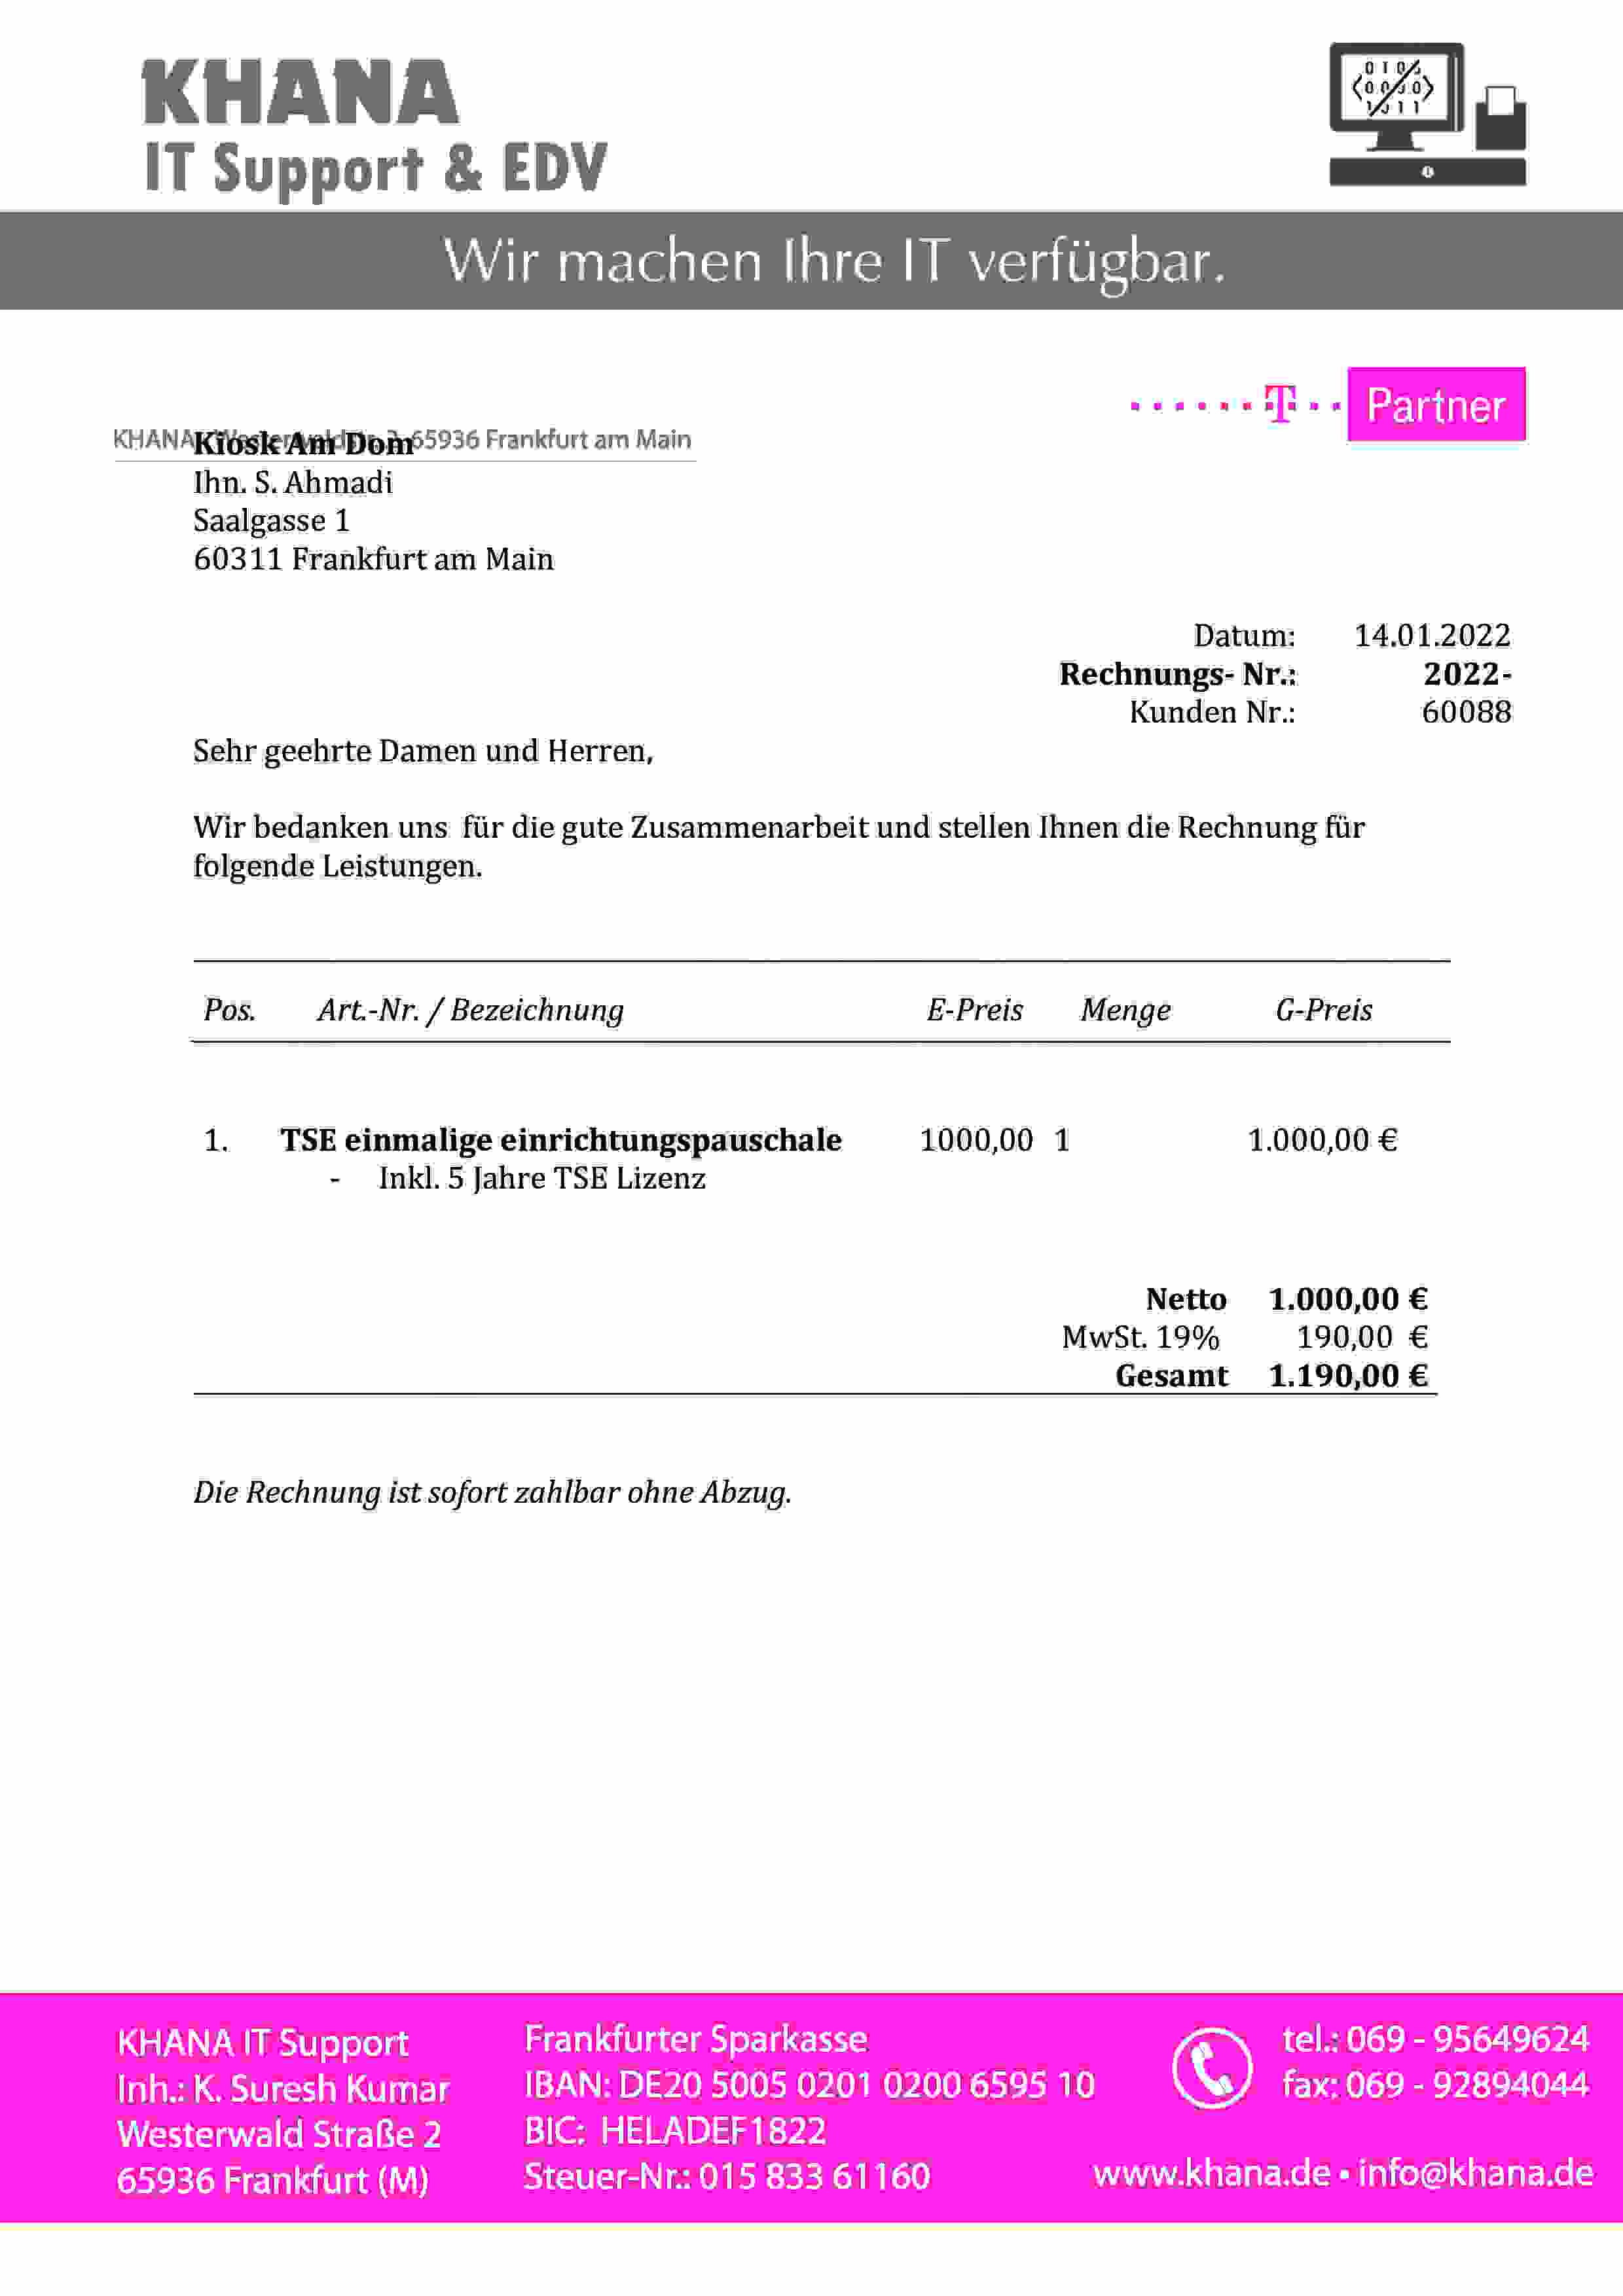 KHANA
IT Support & EDV
Wir machen Ihre IT verfügbar.
T Partner
KHANA 65936 Frankfurt am Main
Kiosk Am Dom
Ihn. S. Ahmadi
Saalgasse 1
60311 Frankfurt am Main
Datum: 14.01.2022
Rechnungs- Nr.: 2022-
Kunden Nr.: 60088
Sehr geehrte Damen und Herren,
Wir bedanken uns für die gute Zusammenarbeit und stellen Ihnen die Rechnung für
folgende Leistungen.
Pos. Art.-Nr. / Bezeichnung E-Preis Menge G-Preis
1. TSE einmalige einrichtungspauschale 1000,00 1 1.000,00 €
- Inkl. 5 Jahre TSE Lizenz
Netto 1.000,00 €
MwSt. 19% 190,00 €
Gesamt 1.190,00 €
Die Rechnung ist sofort zahlbar ohne Abzug.
KHANA IT Support
Inh.: K. Suresh Kumar
Westerwald Straße 2
65936 Frankfurt (M)
Frankfurter Sparkasse
IBAN: DE20 5005 0201 0200 6595 10
BIC: HELADEF1822
Steuer-Nr.: 015 833 61160
tel.: 069 - 95649624
fax: 069 - 92894044
www.khana.de • info@khana.de